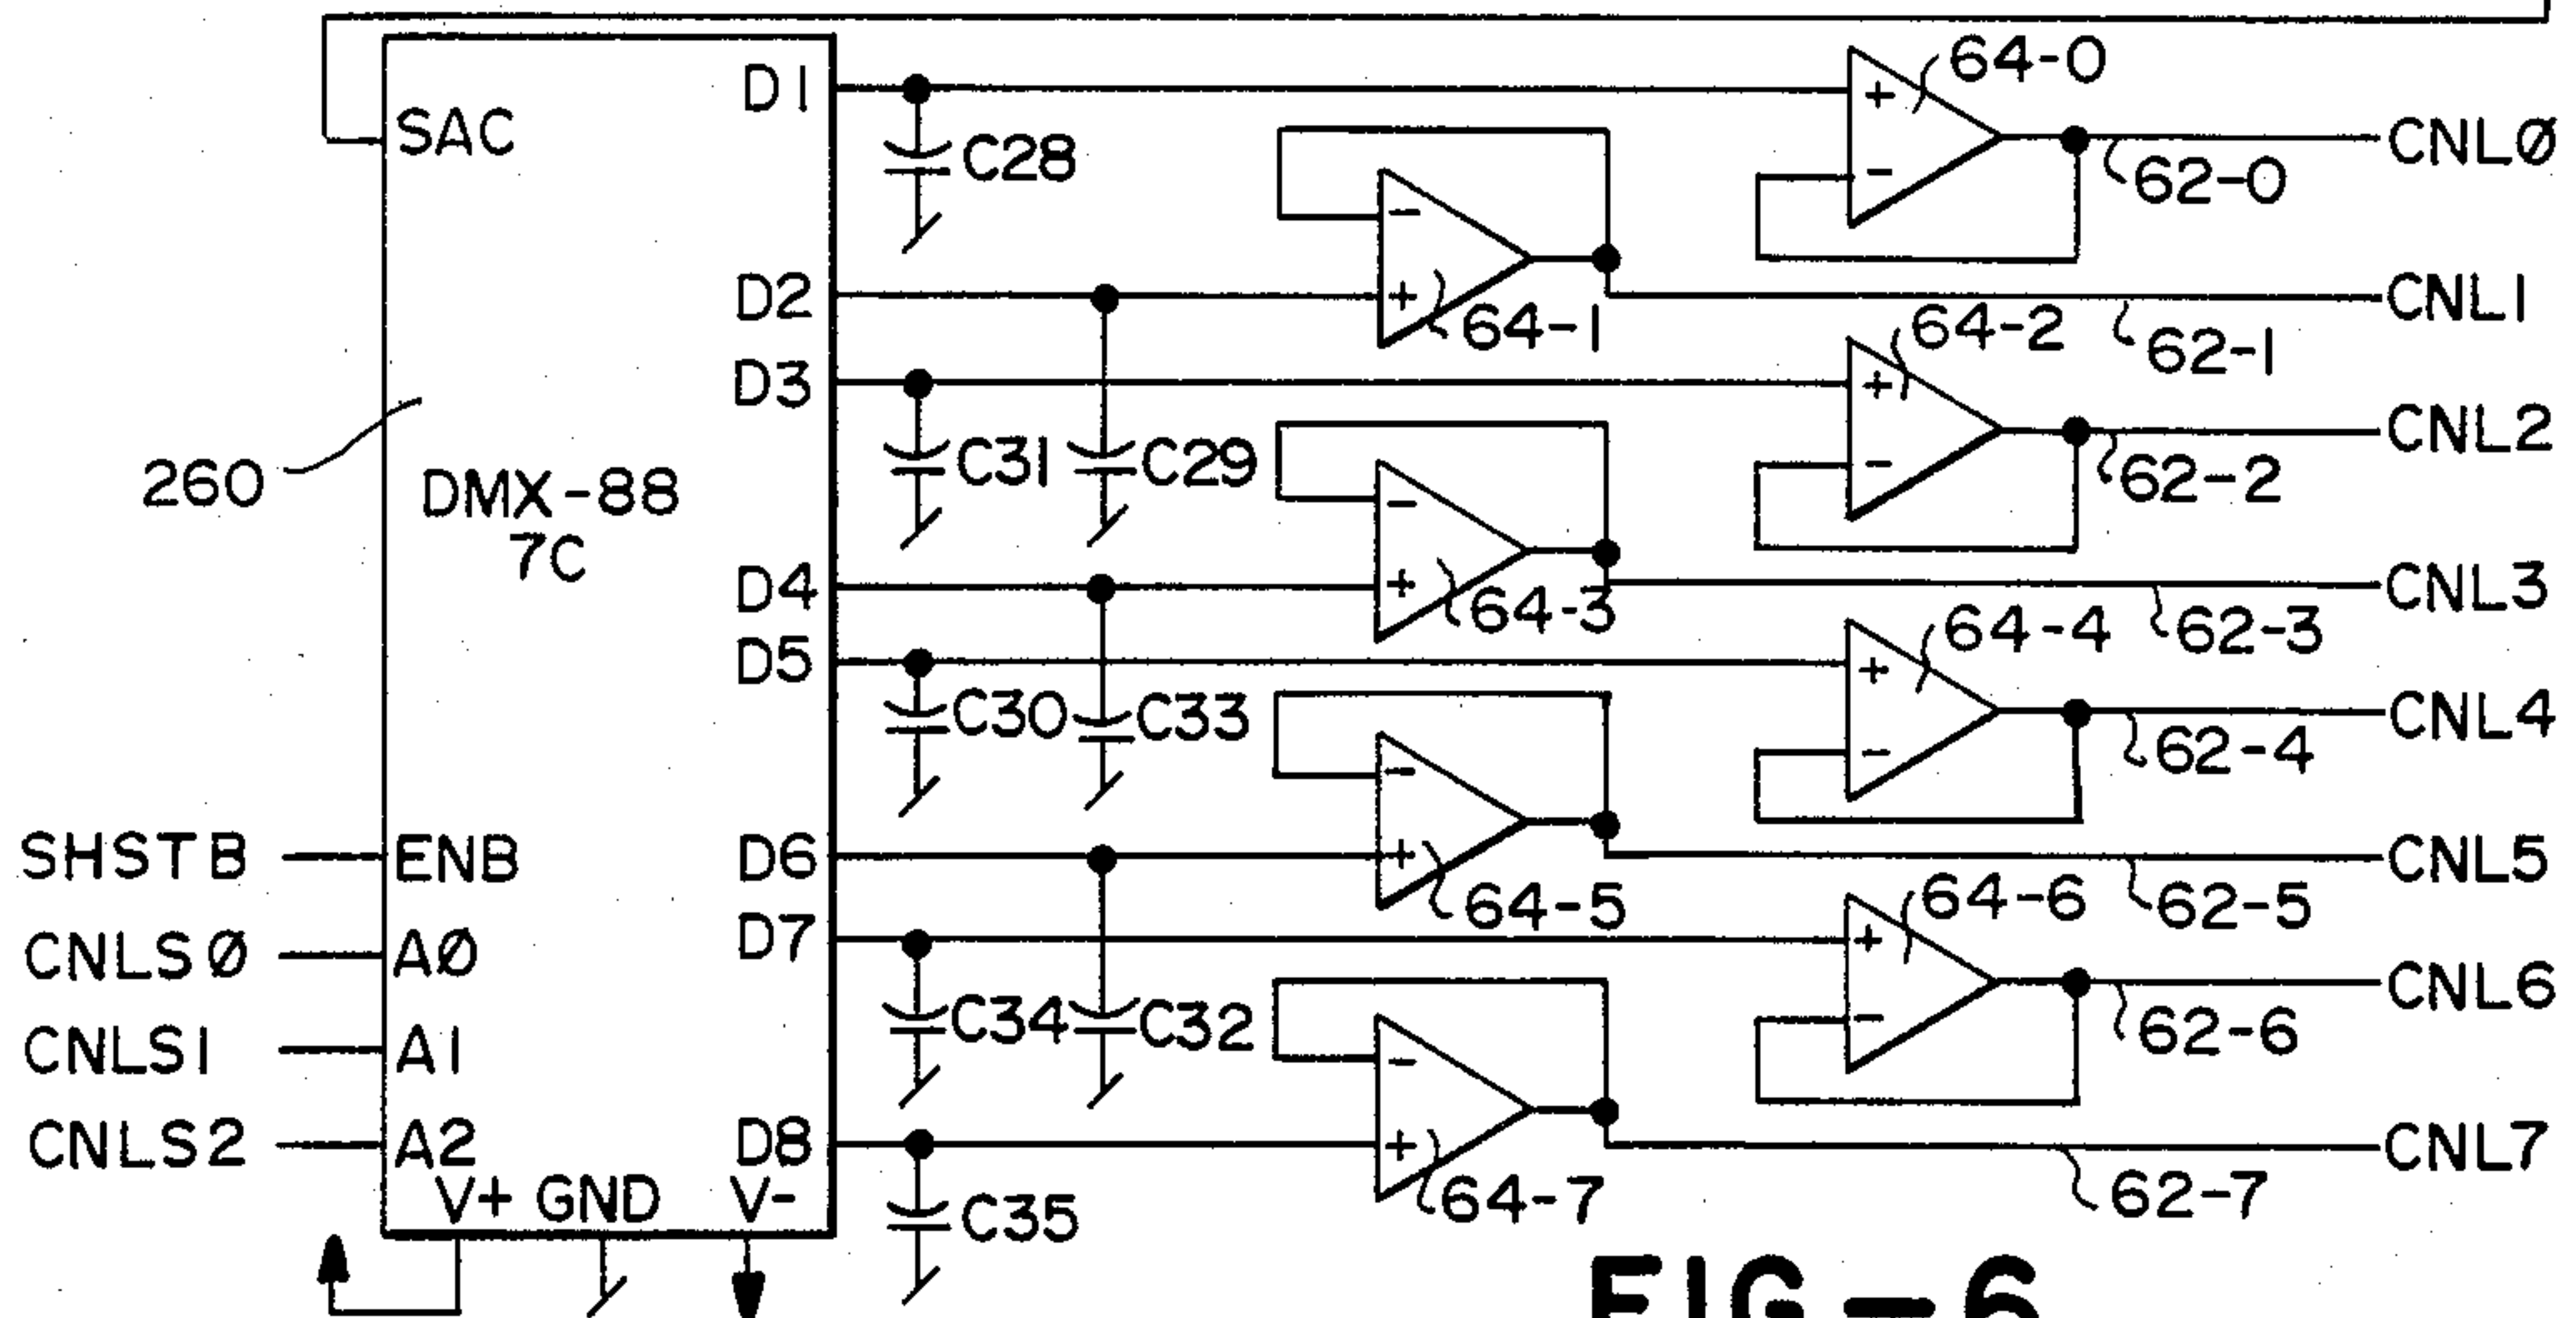 D1
64-0
SAC
C28
CNLØ
62-0
D2
CNL1
64-1
64-2
62-1
D3
CNL2
260
DMX-88
7C
C31
C29
62-2
D4
64-3
CNL3
62-3
64-4
D5
C30
C33
CNL4
62-4
SHSTB
ENB
D6
CNL5
64-5
64-6
62-5
CNLSØ
AØ
D7
CNL6
C34
C32
62-6
CNLS1
A1
CNLS2
A2
D8
CNL7
V+ GND V-
C35
64-7
62-7
FIG-6